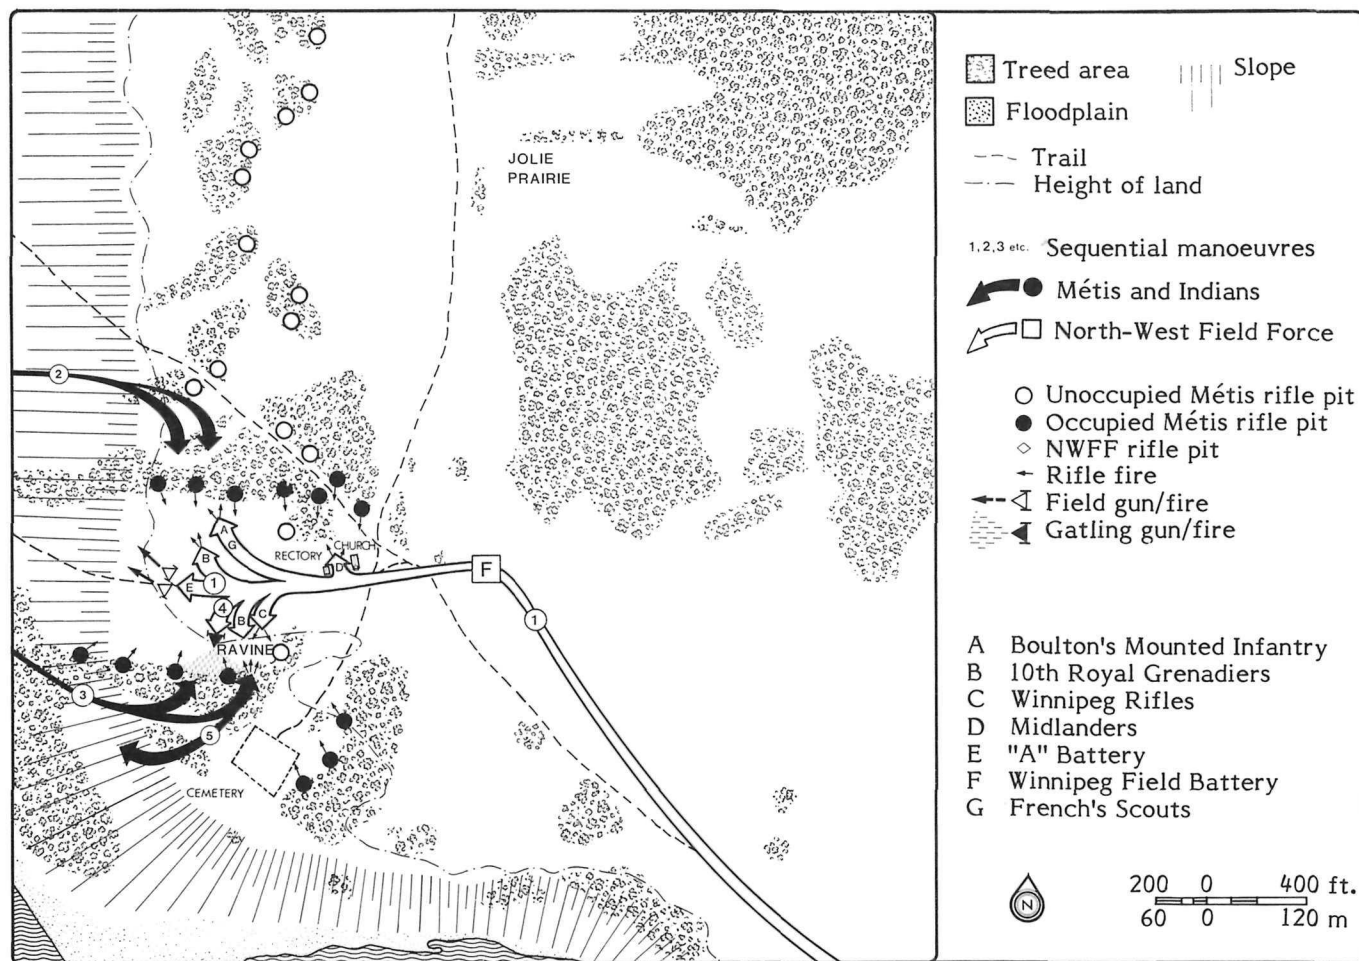 JOLIE
PRAIRIE
2
A
G
RECTORY
CHURCH
D
B
1
E
F
4
B
C
1
RAVINE
3
5
CEMETERY
Treed area
Slope
Floodplain
Trail
Height of land
1,2,3 etc. Sequential manoeuvres
Métis and Indians
North-West Field Force
Unoccupied Métis rifle pit
Occupied Métis rifle pit
NWFF rifle pit
Rifle fire
Field gun/fire
Gatling gun/fire
A Boulton's Mounted Infantry
B 10th Royal Grenadiers
C Winnipeg Rifles
D Midlanders
E "A" Battery
F Winnipeg Field Battery
G French's Scouts
N
200 0 400 ft.
60 0 120 m